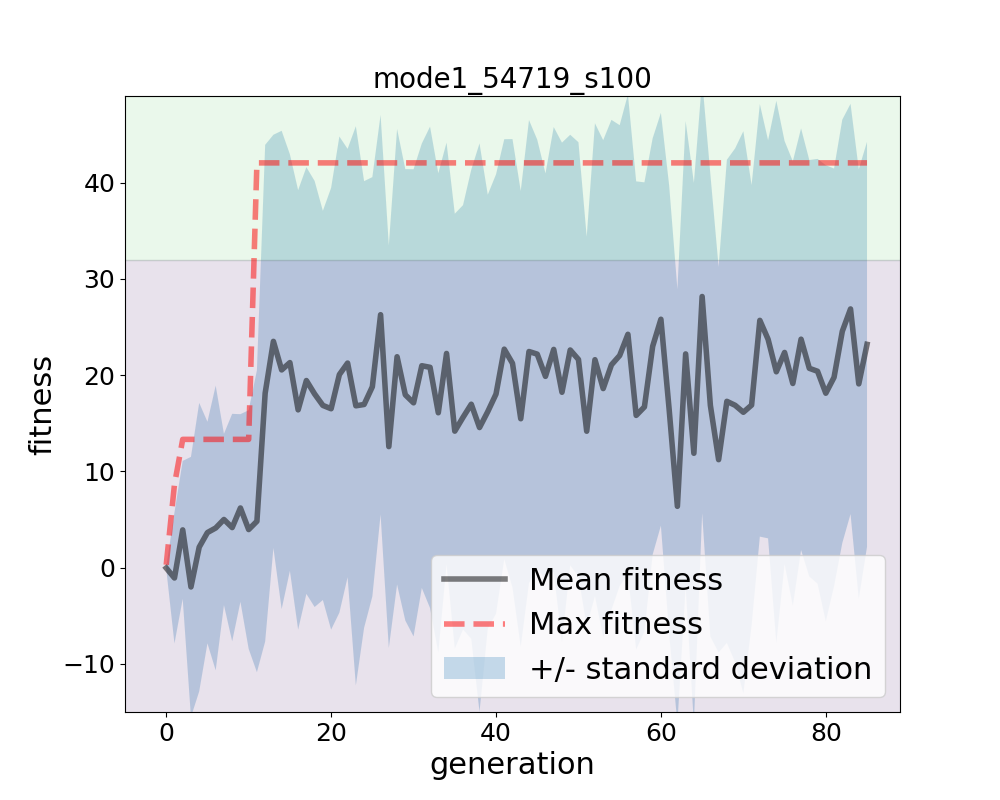 mode1_54719_s100
fitness
40
30
20
10
0
−10
Mean fitness
Max fitness
+/- standard deviation
0 20 40 60 80
generation